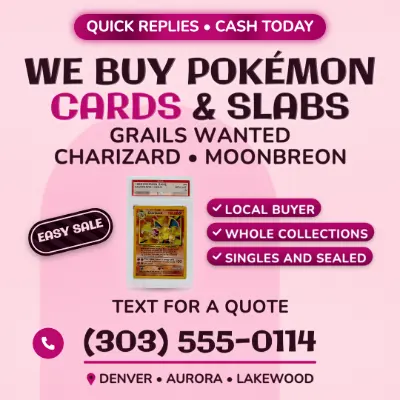 QUICK REPLIES • CASH TODAY
WE BUY POKÉMON
CARDS & SLABS
GRAILS WANTED
CHARIZARD • MOONBREON
EASY SALE
LOCAL BUYER
WHOLE COLLECTIONS
SINGLES AND SEALED
TEXT FOR A QUOTE
(303) 555-0114
DENVER • AURORA • LAKEWOOD